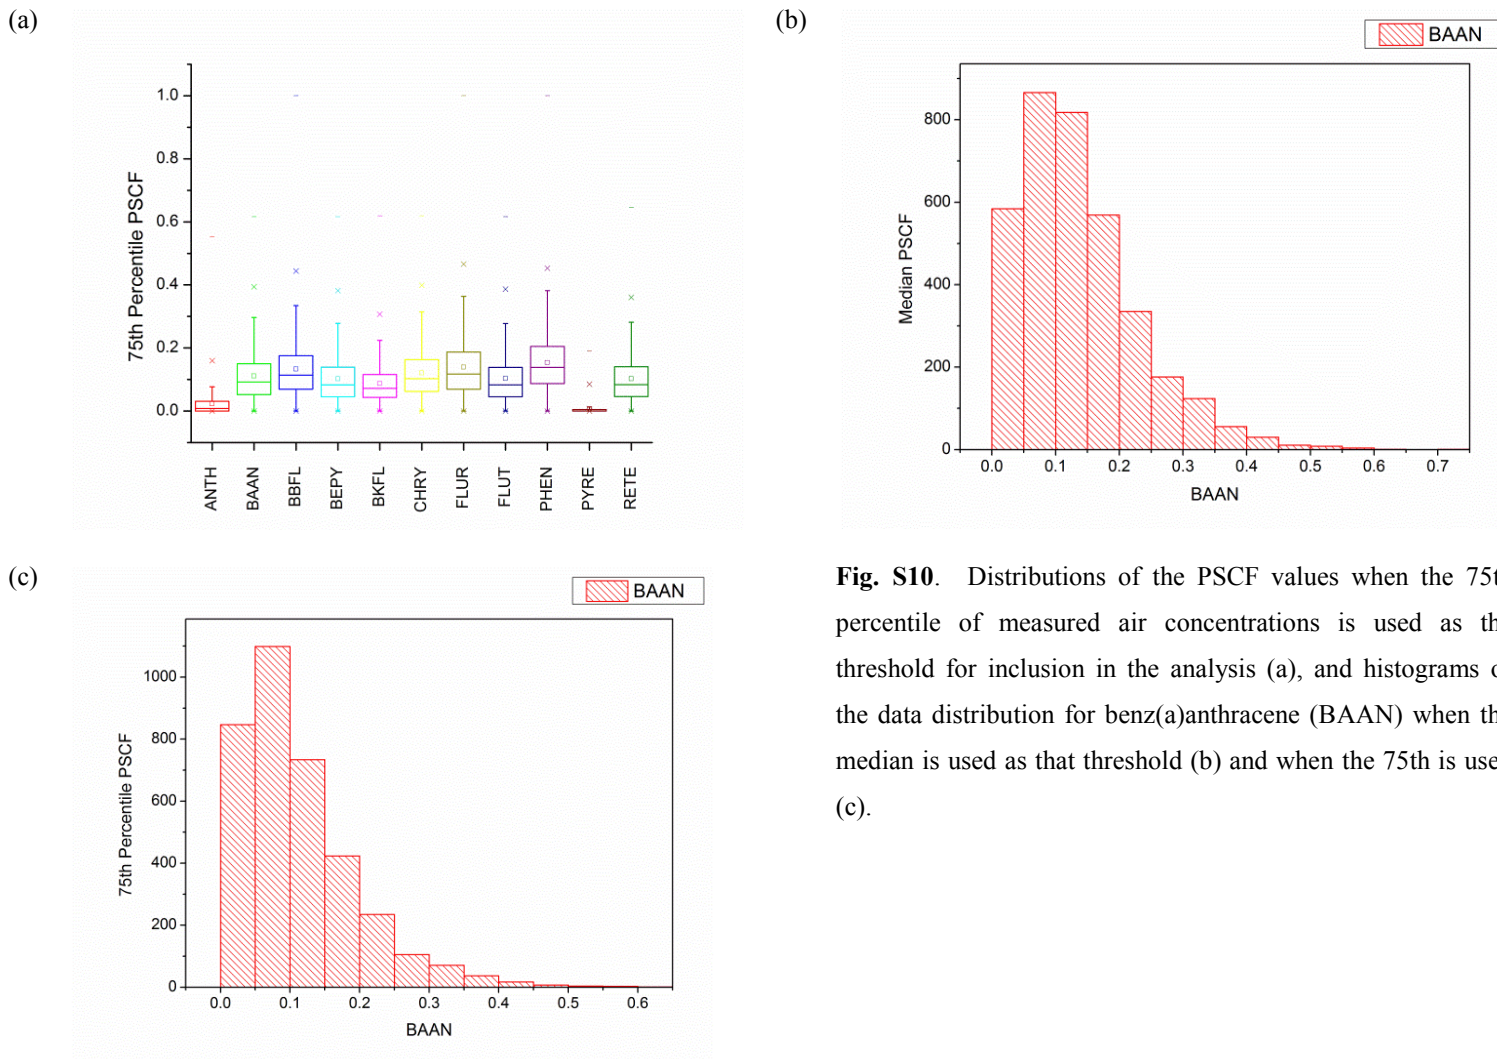 (a)
1.0
0.8
0.6
0.4
0.2
0.0
75th Percentile PSCF
ANTH
BAAN
BBFL
BEPY
BKFL
CHRY
FLUR
FLUT
PHEN
PYRE
RETE
(b)
BAAN
800
600
400
200
0
Median PSCF
0.0 0.1 0.2 0.3 0.4 0.5 0.6 0.7
BAAN
(c)
BAAN
1000
800
600
400
200
0
75th Percentile PSCF
0.0 0.1 0.2 0.3 0.4 0.5 0.6
BAAN
Fig. S10. Distributions of the PSCF values when the 75t
percentile of measured air concentrations is used as th
threshold for inclusion in the analysis (a), and histograms o
the data distribution for benz(a)anthracene (BAAN) when th
median is used as that threshold (b) and when the 75th is use
(c).